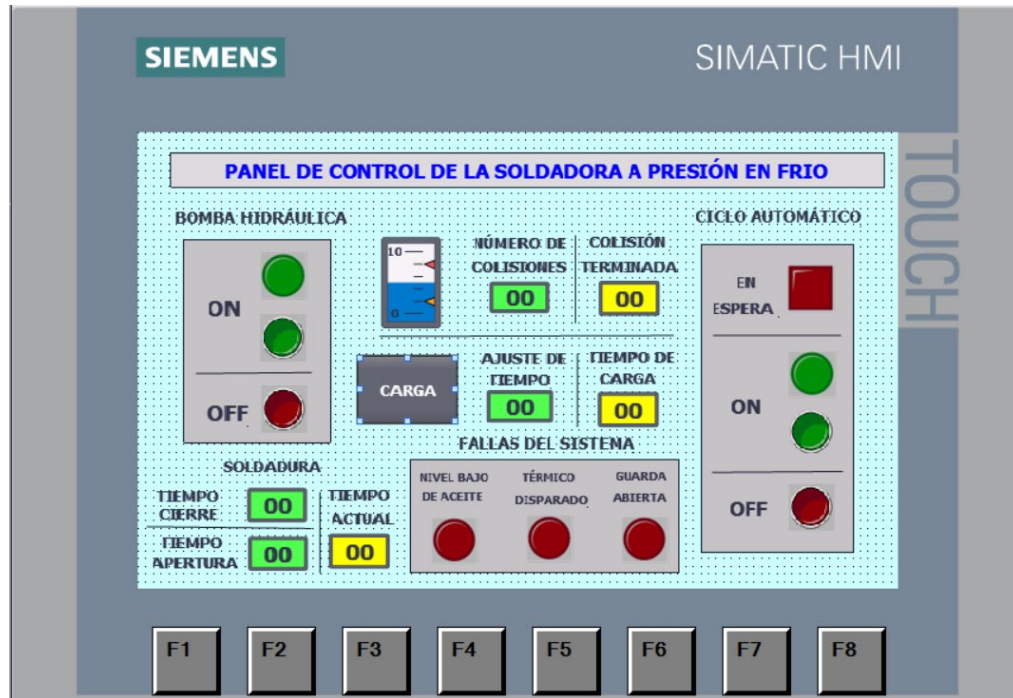 SIEMENS
SIMATIC HMI
TOUCH
PANEL DE CONTROL DE LA SOLDADORA A PRESIÓN EN FRIO
BOMBA HIDRÁULICA
ON
OFF
10
0
NÚMERO DE
COLISIONES
00
COLISIÓN
TERMINADA
00
CARGA
AJUSTE DE
TIEMPO
00
TIEMPO DE
CARGA
00
CICLO AUTOMÁTICO
EN
ESPERA
ON
OFF
SOLDADURA
TIEMPO
CIERRE
00
TIEMPO
APERTURA
00
TIEMPO
ACTUAL
00
FALLAS DEL SISTENA
NIVEL BAJO
DE ACEITE
TÉRMICO
DISPARADO
GUARDA
ABIERTA
F1
F2
F3
F4
F5
F6
F7
F8